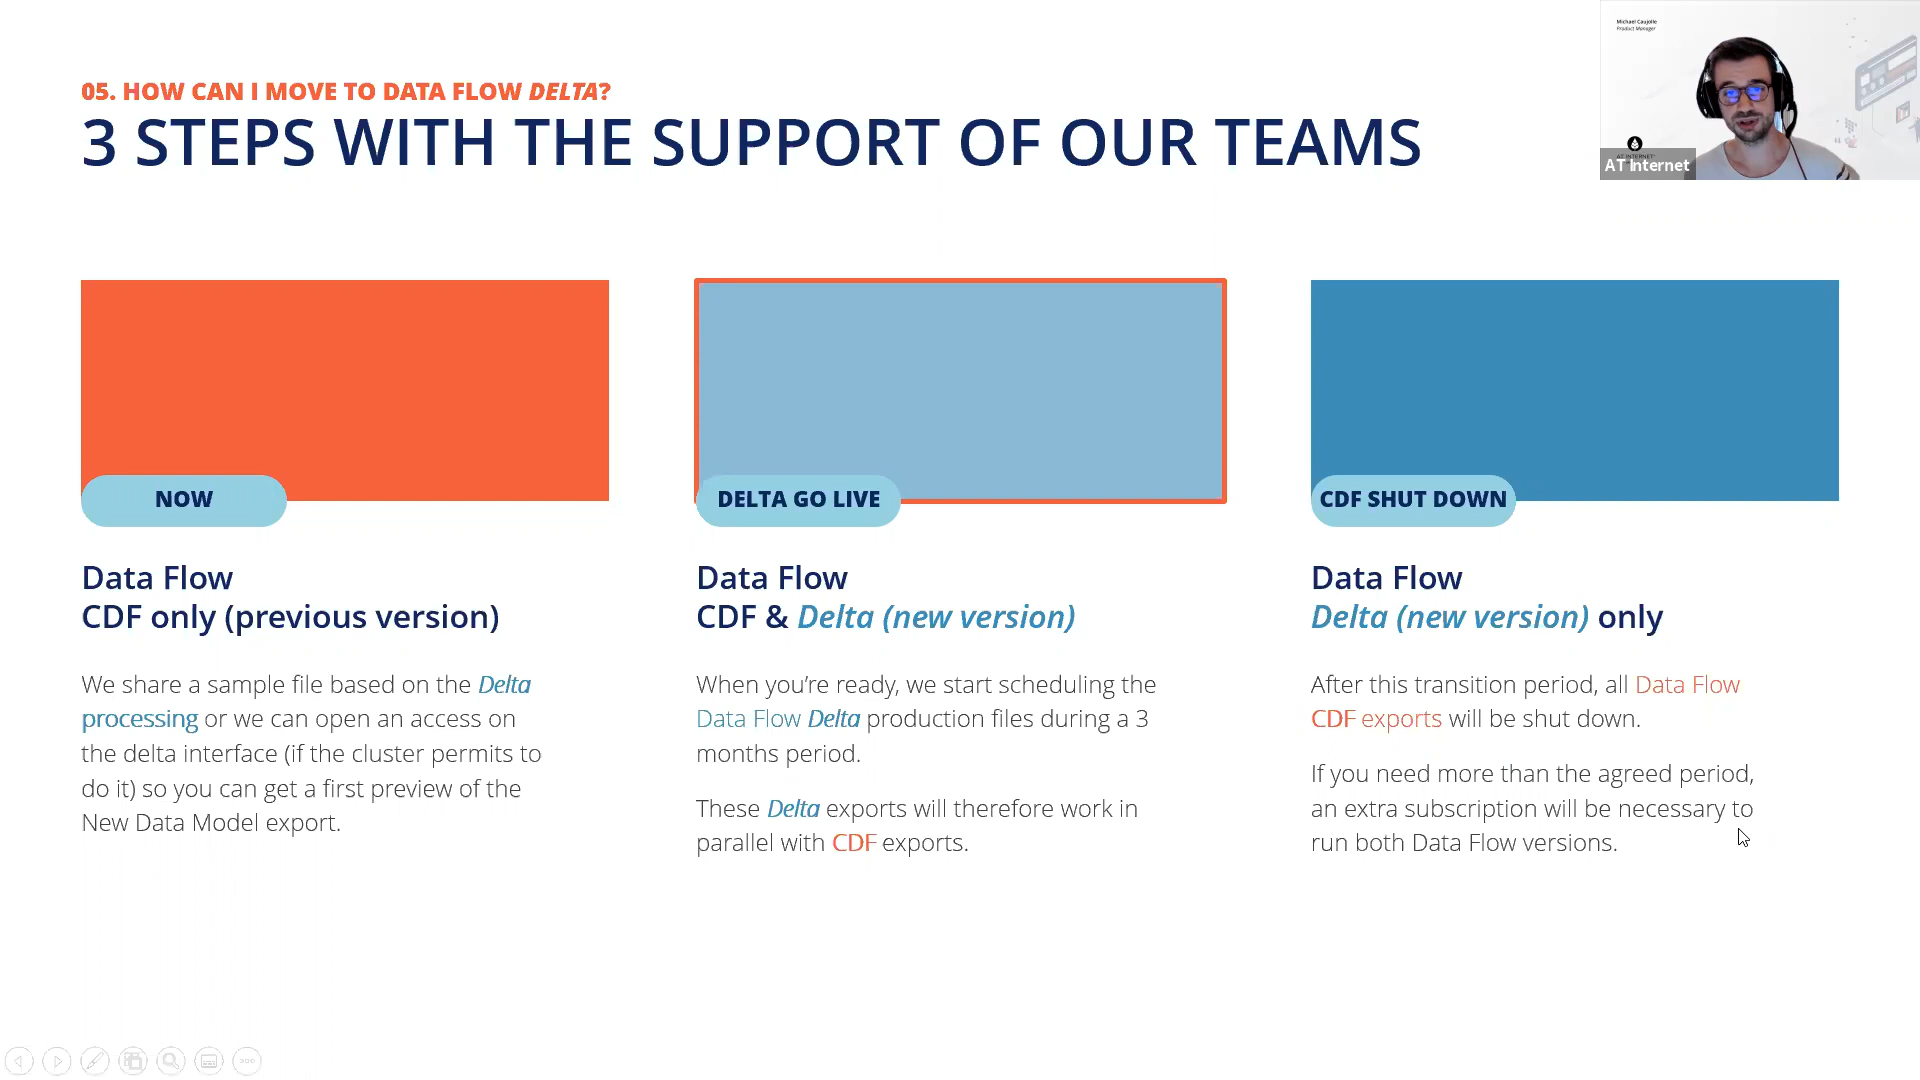 Michael Caujolle
Product Manager
AT Internet
05. HOW CAN I MOVE TO DATA FLOW DELTA?
3 STEPS WITH THE SUPPORT OF OUR TEAMS
NOW
Data Flow
CDF only (previous version)
We share a sample file based on the Delta
processing or we can open an access on
the delta interface (if the cluster permits to
do it) so you can get a first preview of the
New Data Model export.
DELTA GO LIVE
Data Flow
CDF & Delta (new version)
When you’re ready, we start scheduling the
Data Flow Delta production files during a 3
months period.
These Delta exports will therefore work in
parallel with CDF exports.
CDF SHUT DOWN
Data Flow
Delta (new version) only
After this transition period, all Data Flow
CDF exports will be shut down.
If you need more than the agreed period,
an extra subscription will be necessary to
run both Data Flow versions.